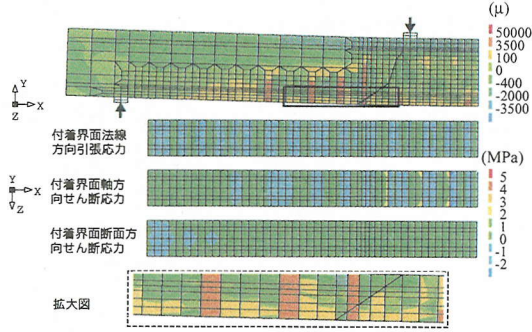 (μ)
50000
3500
100
0
-400
-2000
-3500
Y
Z X
付着界面法線
方向引張応力
(MPa)
付着界面軸方
向せん断応力
Y X
Z
5
4
3
2
1
0
-1
-2
付着界面断面方
向せん断応力
拡大図